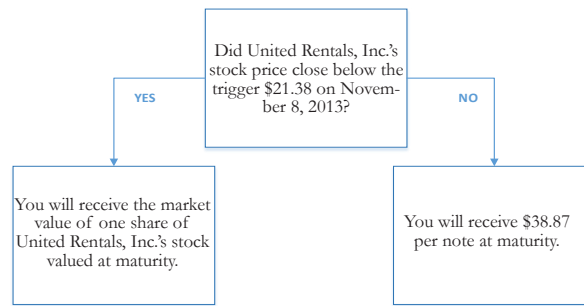 Did United Rentals, Inc.'s
stock price close below the
trigger $21.38 on Novem-
ber 8, 2013?
YES
NO
You will receive the market
value of one share of
United Rentals, Inc.'s stock
valued at maturity.
You will receive $38.87
per note at maturity.